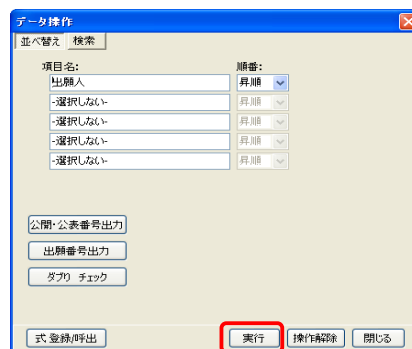 データ操作
並べ替え 検索
項目名: 順番:
出願人 昇順
-選択しない- 昇順
-選択しない- 昇順
-選択しない- 昇順
-選択しない- 昇順
公開・公表番号出力
出願番号出力
ダブリ チェック
式 登録/呼出 実行 操作解除 閉じる